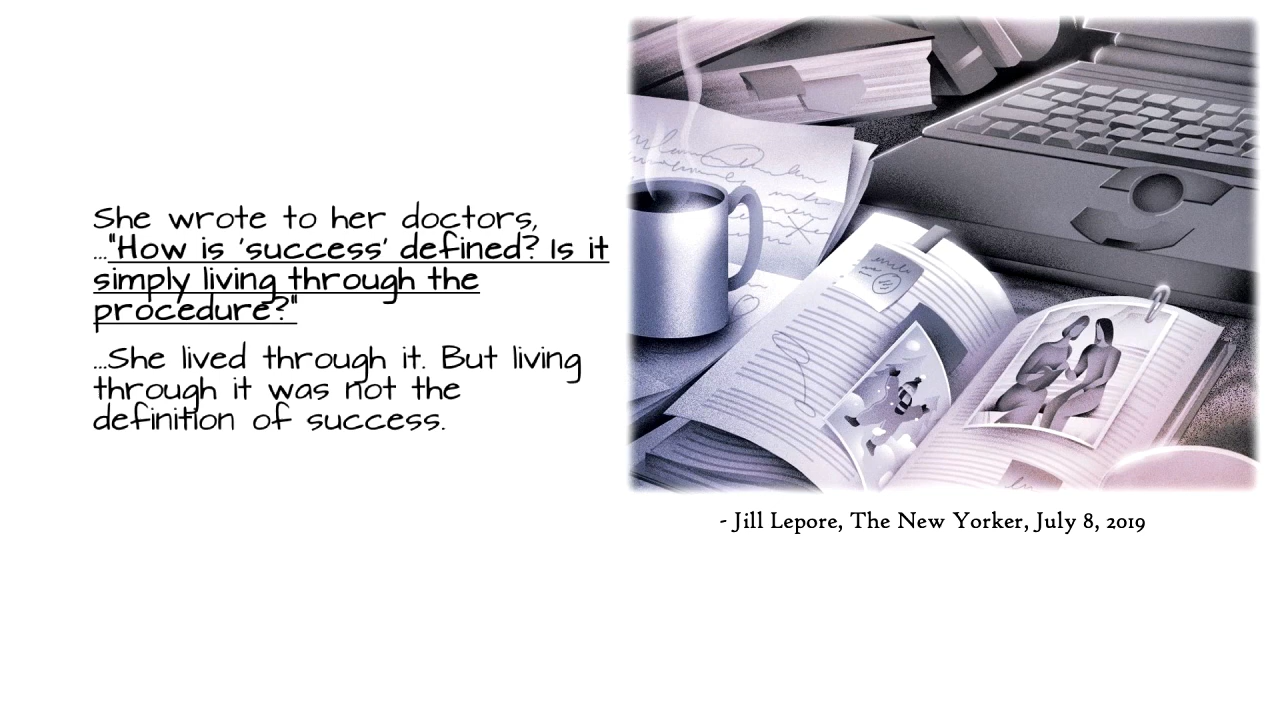 She wrote to her doctors,
..."How is 'success' defined? Is it
simply living through the
procedure?"
...She lived through it. But living
through it was not the
definition of success.
- Jill Lepore, The New Yorker, July 8, 2019